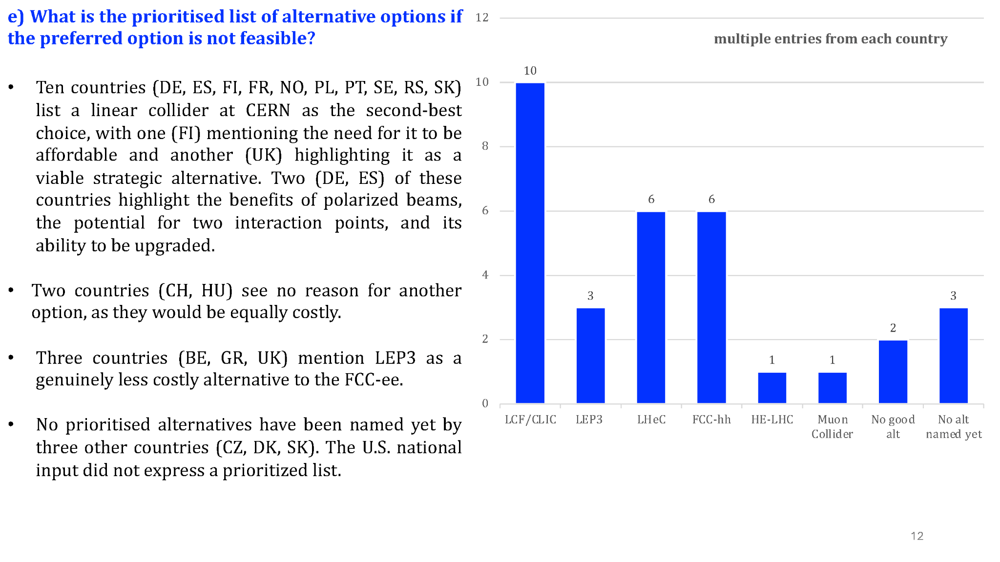 e) What is the prioritised list of alternative options if
the preferred option is not feasible?
• Ten countries (DE, ES, FI, FR, NO, PL, PT, SE, RS, SK)
list a linear collider at CERN as the second-best
choice, with one (FI) mentioning the need for it to be
affordable and another (UK) highlighting it as a
viable strategic alternative. Two (DE, ES) of these
countries highlight the benefits of polarized beams,
the potential for two interaction points, and its
ability to be upgraded.
• Two countries (CH, HU) see no reason for another
option, as they would be equally costly.
• Three countries (BE, GR, UK) mention LEP3 as a
genuinely less costly alternative to the FCC-ee.
• No prioritised alternatives have been named yet by
three other countries (CZ, DK, SK). The U.S. national
input did not express a prioritized list.
multiple entries from each country
12
10
8
6
4
2
0
10
3
6
6
1
1
2
3
LCF/CLIC LEP3 LHeC FCC-hh HE-LHC Muon No good No alt
Collider alt named yet
12